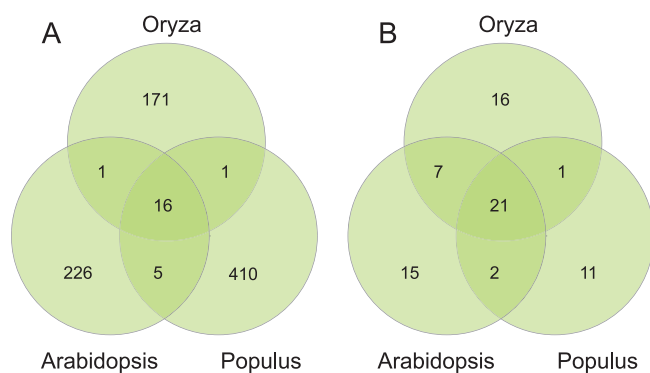 A
Oryza
171
1
1
16
226
5
410
Arabidopsis
Populus
B
Oryza
16
7
1
21
15
2
11
Arabidopsis
Populus